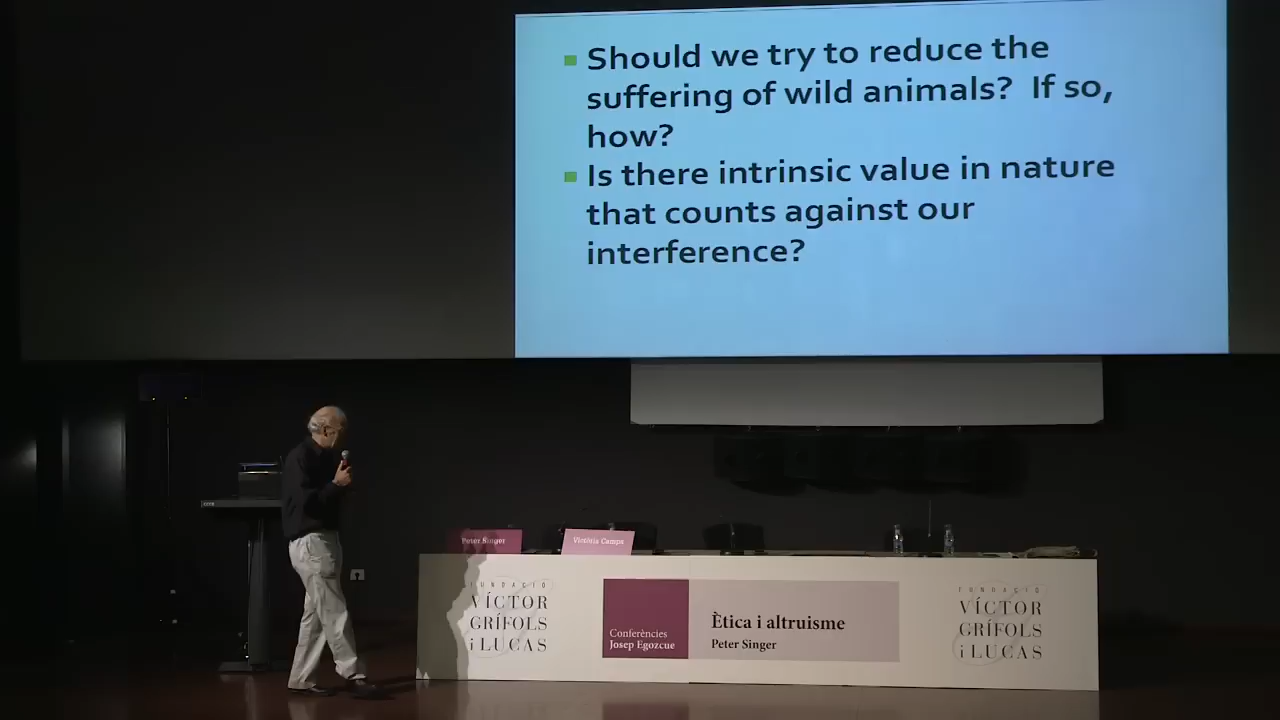 Should we try to reduce the
suffering of wild animals?  If so,
how?
Is there intrinsic value in nature
that counts against our
interference?
Peter Singer
Victòria Camps
FUNDACIÓ
VÍCTOR
GRÍFOLS
i LUCAS
Conferències
Josep Egozcue
Ètica i altruisme
Peter Singer
FUNDACIÓ
VÍCTOR
GRÍFOLS
i LUCAS